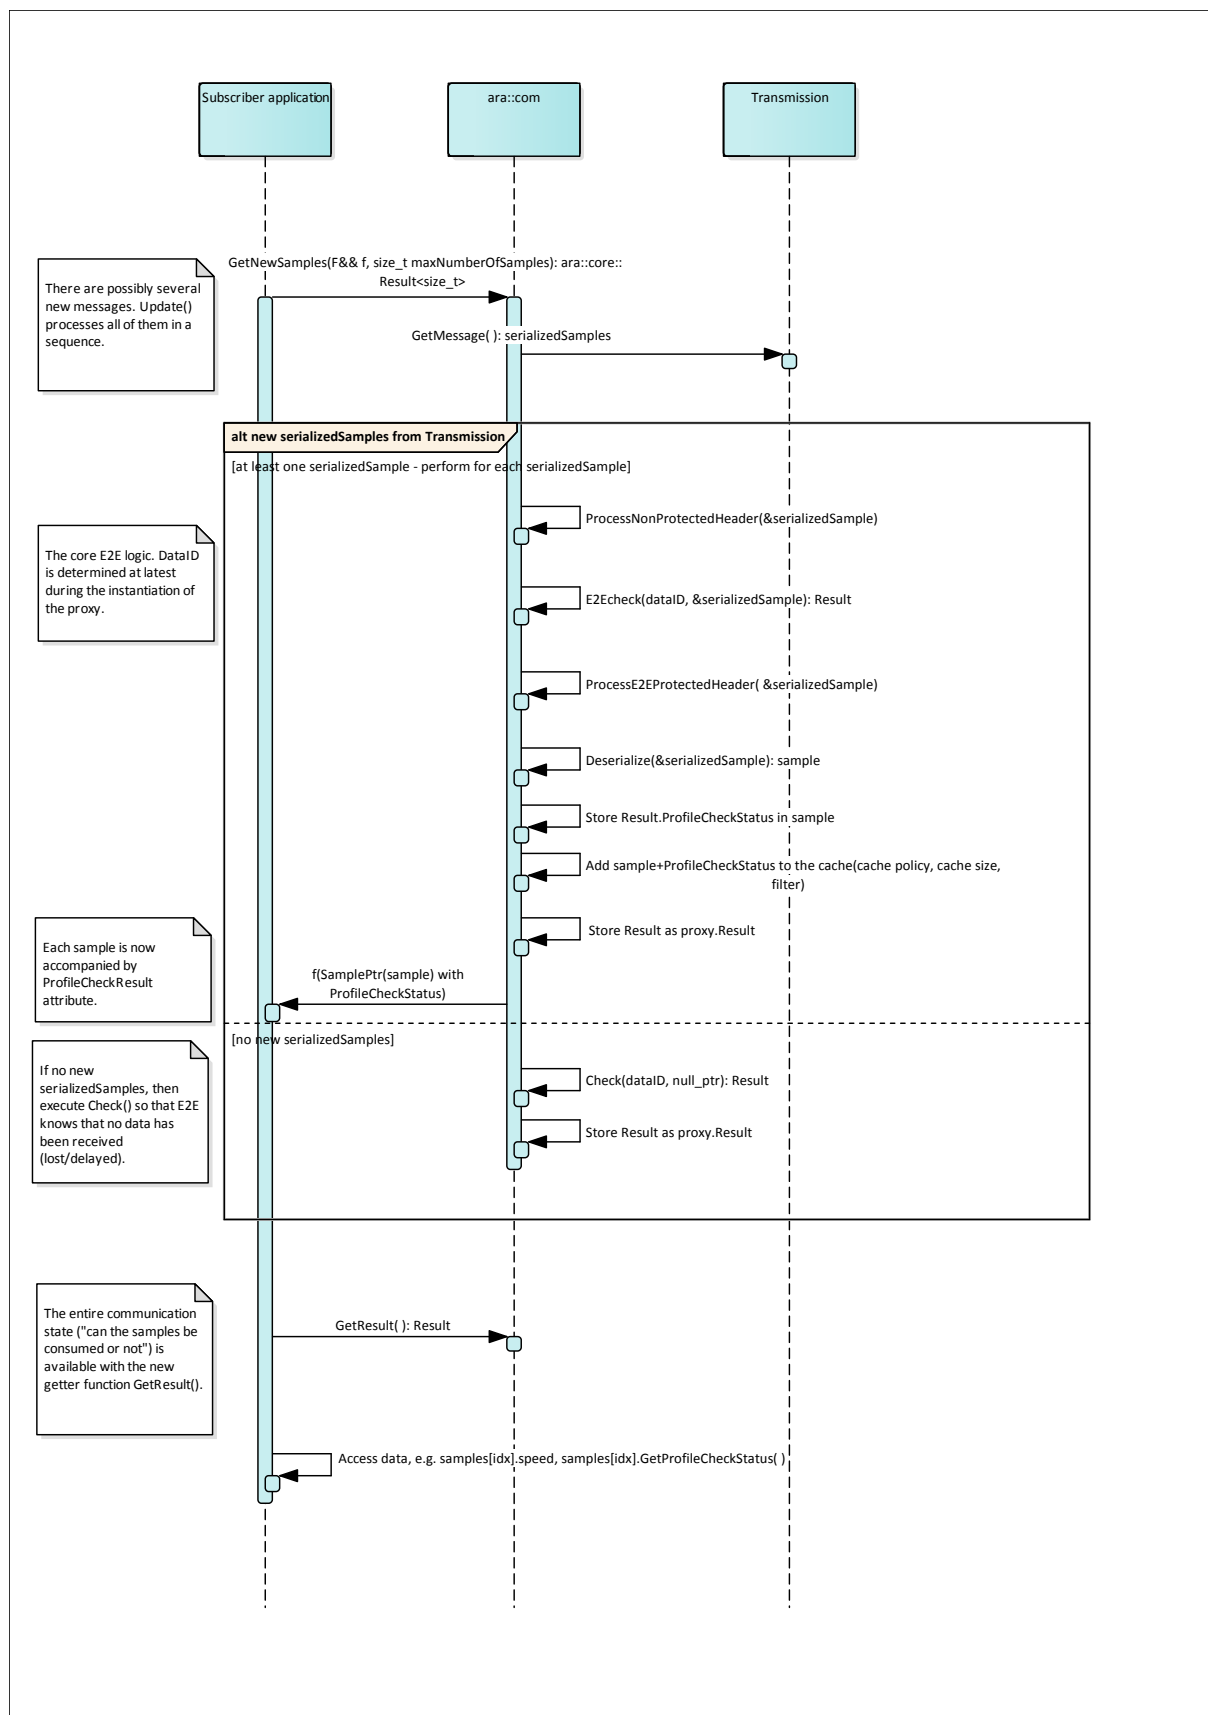 Subscriber application
ara::com
Transmission
GetNewSamples(F&& f, size_t maxNumberOfSamples): ara::core::
Result<size_t>
There are possibly several
new messages. Update()
processes all of them in a
sequence.
GetMessage( ): serializedSamples
alt new serializedSamples from Transmission
[at least one serializedSample - perform for each serializedSample]
ProcessNonProtectedHeader(&serializedSample)
The core E2E logic. DataID
is determined at latest
during the instantiation of
the proxy.
E2Echeck(dataID, &serializedSample): Result
ProcessE2EProtectedHeader( &serializedSample)
Deserialize(&serializedSample): sample
Store Result.ProfileCheckStatus in sample
Add sample+ProfileCheckStatus to the cache(cache policy, cache size,
filter)
Store Result as proxy.Result
Each sample is now
accompanied by
ProfileCheckResult
attribute.
f(SamplePtr(sample) with
ProfileCheckStatus)
[no new serializedSamples]
If no new
serializedSamples, then
execute Check() so that E2E
knows that no data has
been received
(lost/delayed).
Check(dataID, null_ptr): Result
Store Result as proxy.Result
The entire communication
state ("can the samples be
consumed or not") is
available with the new
getter function GetResult().
GetResult( ): Result
Access data, e.g. samples[idx].speed, samples[idx].GetProfileCheckStatus( )